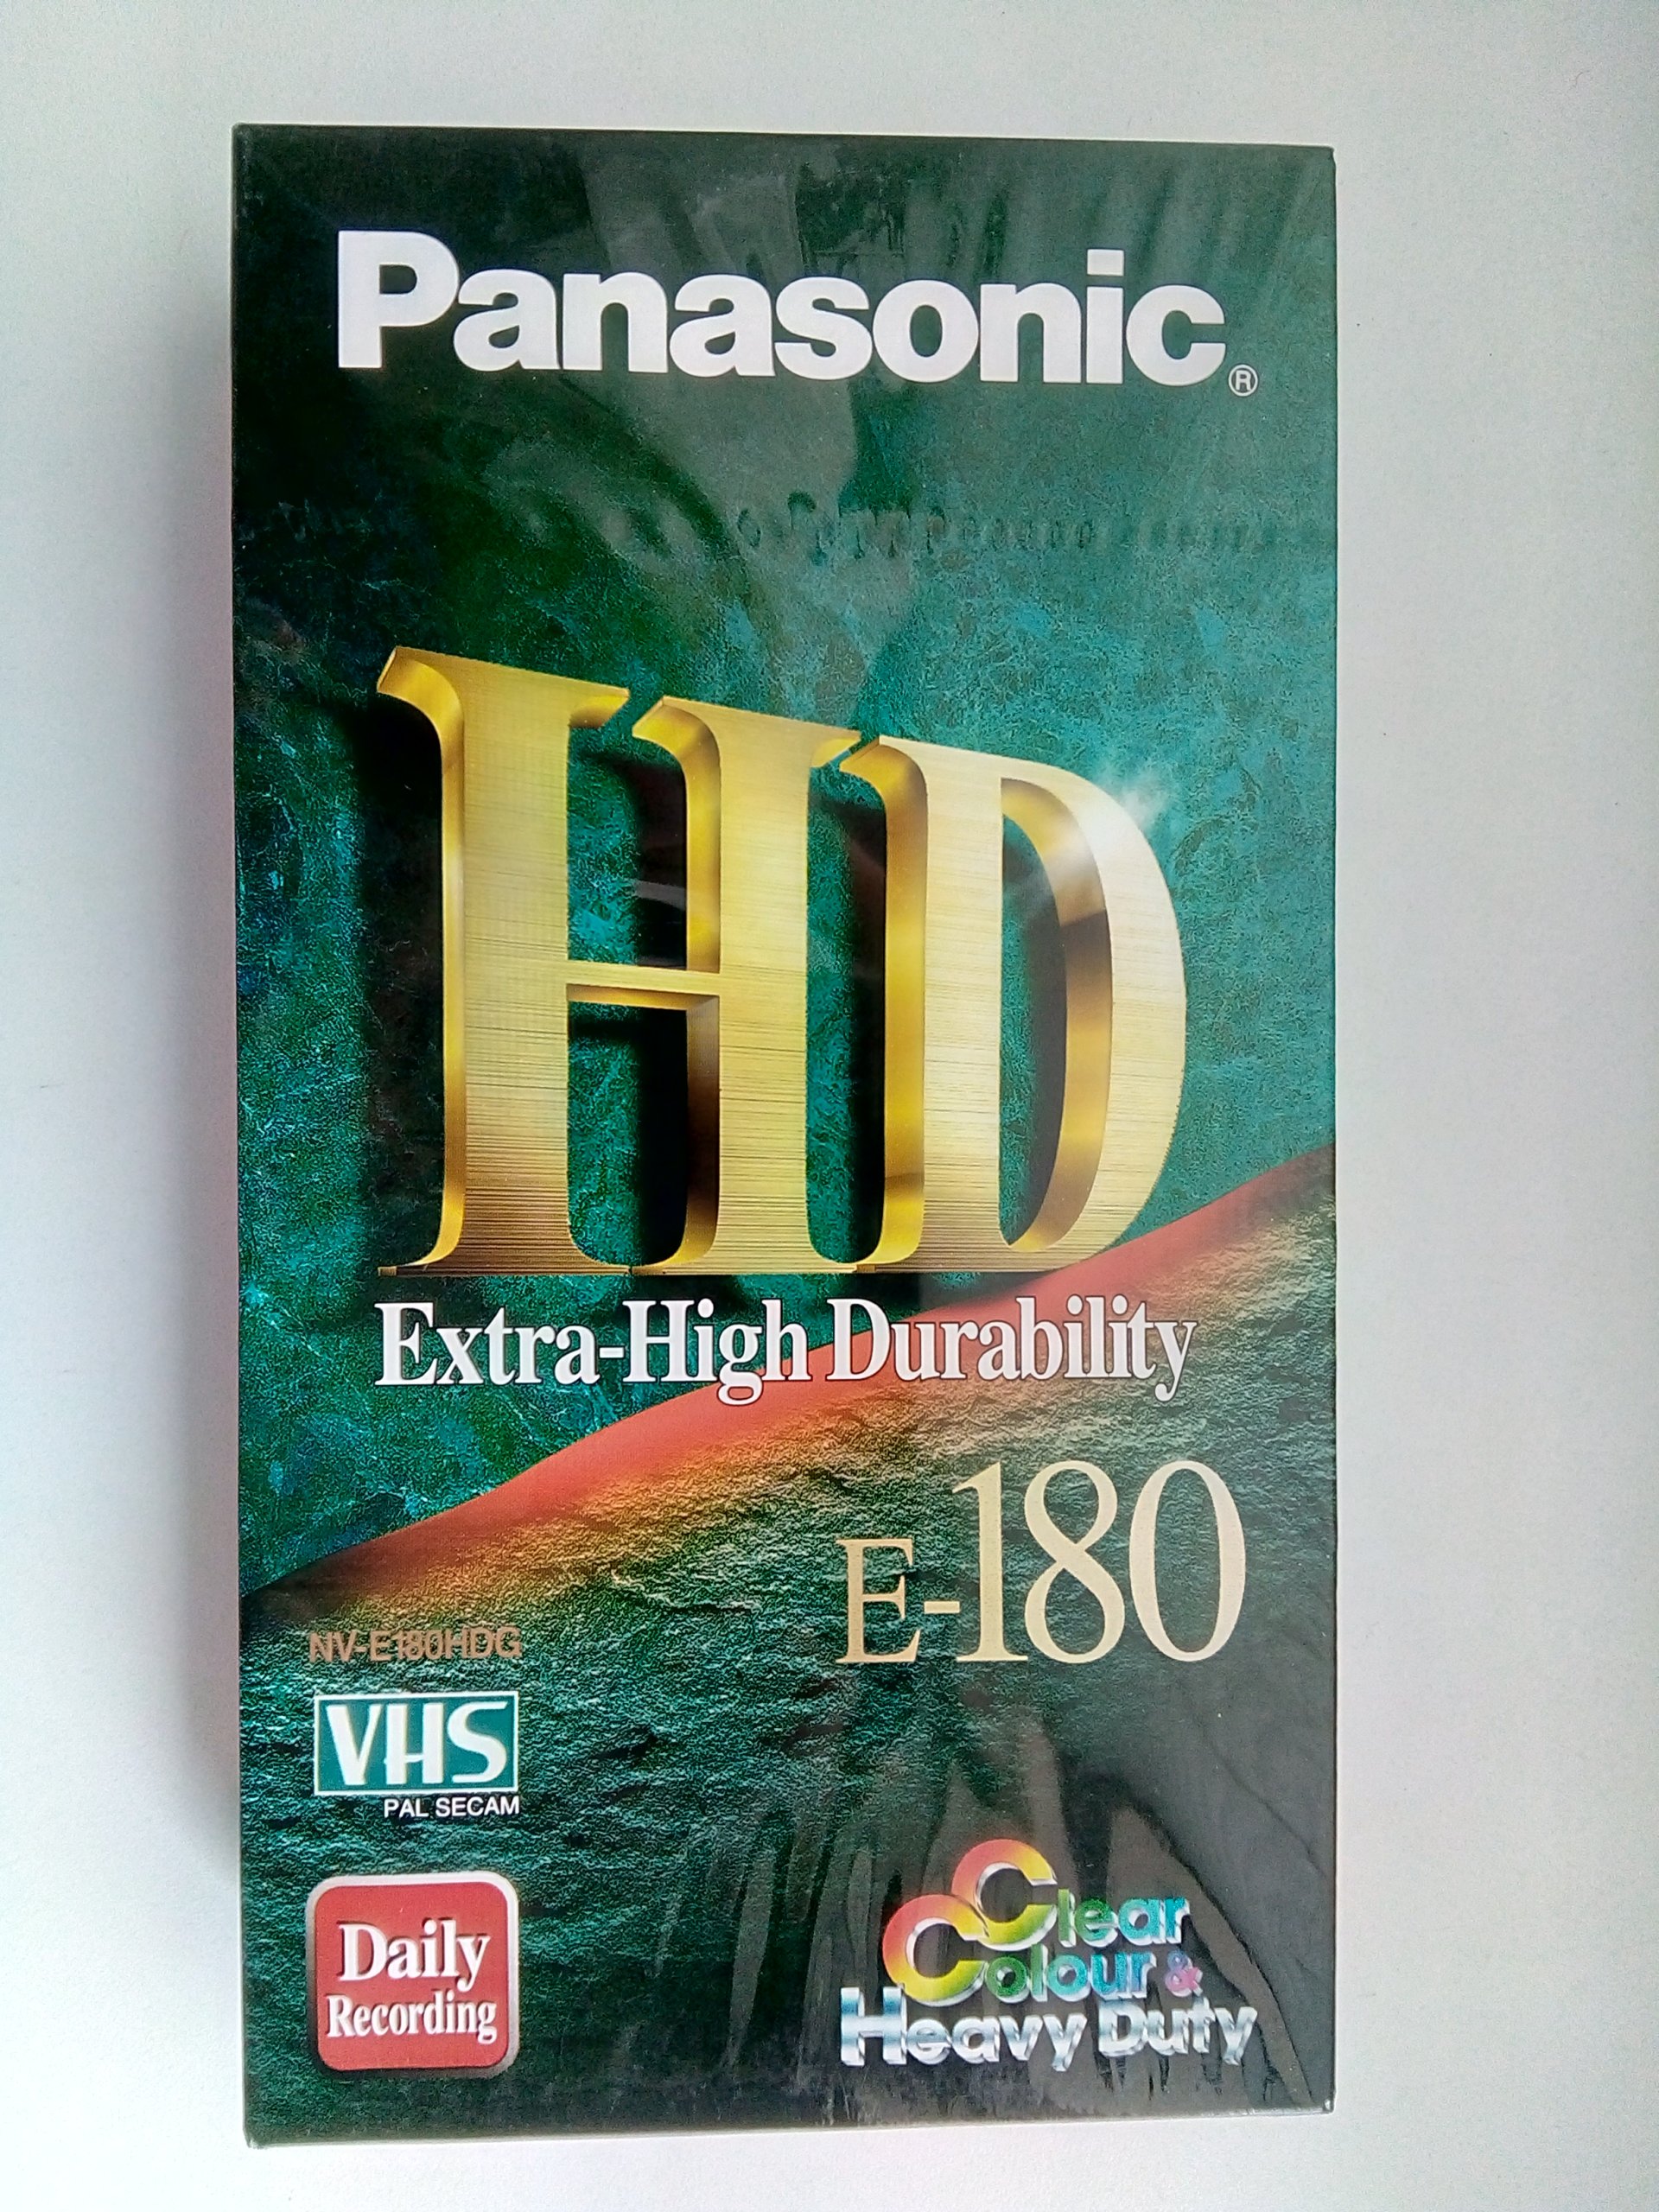 Panasonic®
HD
Extra-High Durability
E-180
NV-E180HDG
VHS
PAL SECAM
Daily
Recording
Clear
Colour &
Heavy Duty